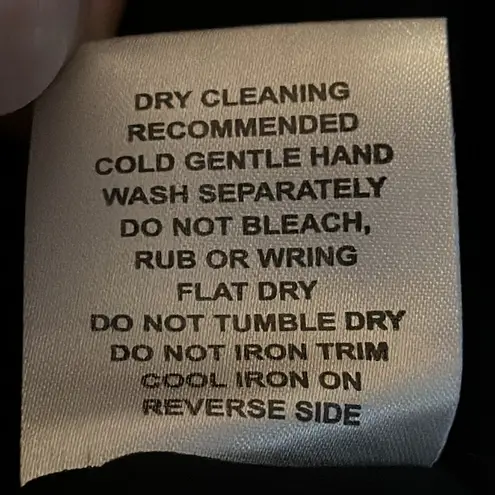 DRY CLEANING
RECOMMENDED
COLD GENTLE HAND
WASH SEPARATELY
DO NOT BLEACH,
RUB OR WRING
FLAT DRY
DO NOT TUMBLE DRY
DO NOT IRON TRIM
COOL IRON ON
REVERSE SIDE